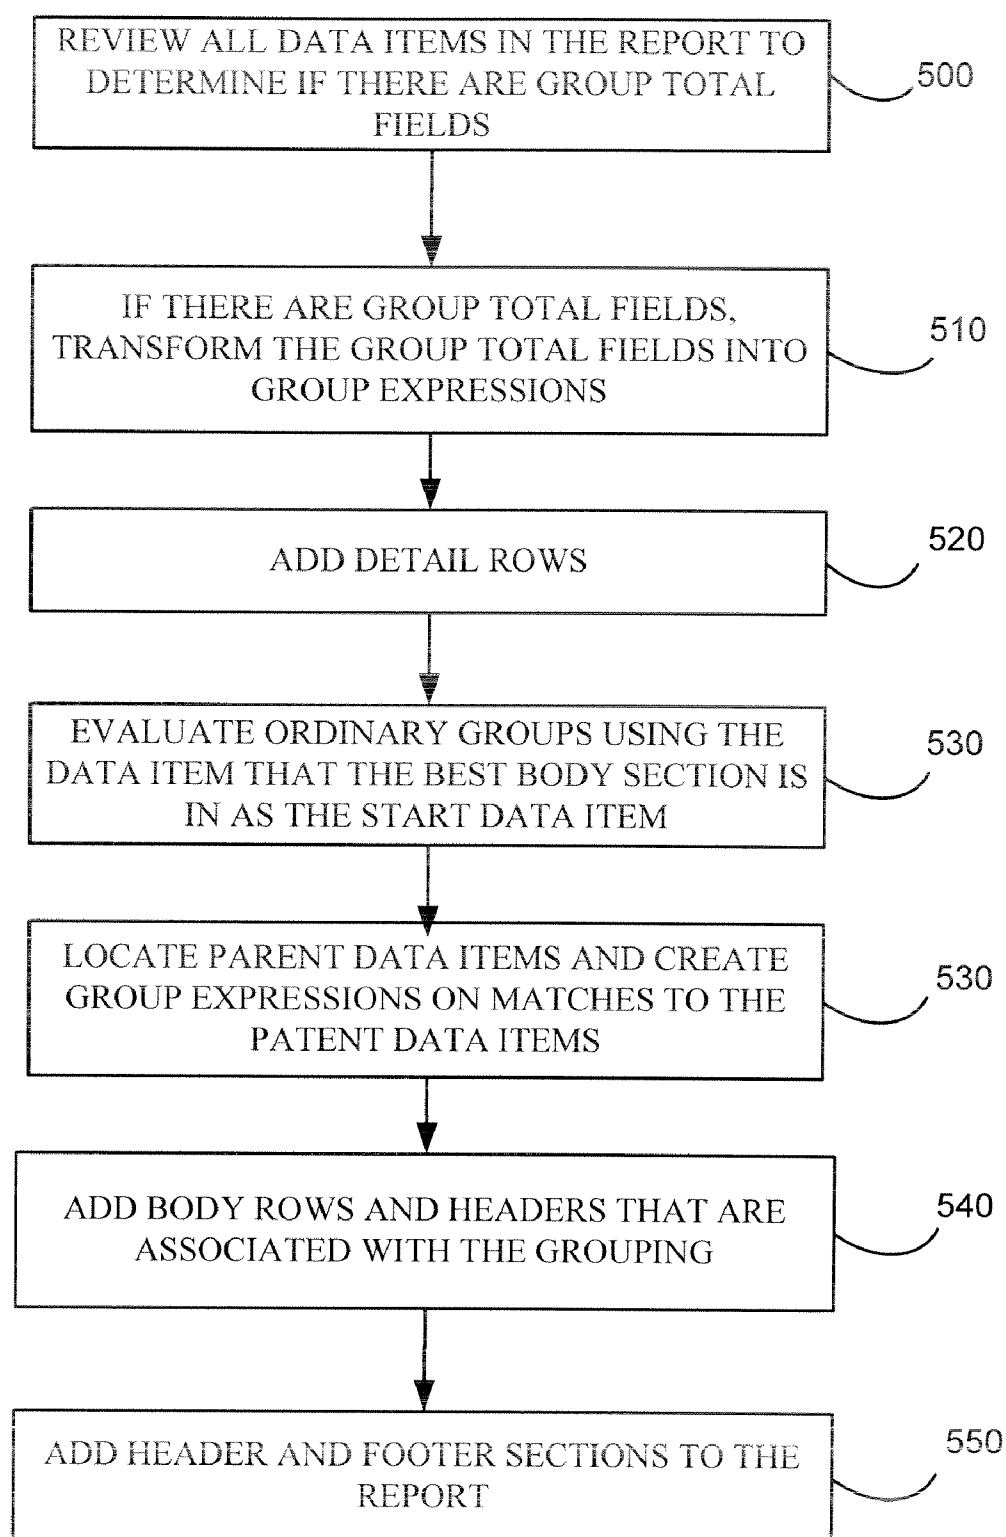 REVIEW ALL DATA ITEMS IN THE REPORT TO
DETERMINE IF THERE ARE GROUP TOTAL
FIELDS
500
IF THERE ARE GROUP TOTAL FIELDS,
TRANSFORM THE GROUP TOTAL FIELDS INTO
GROUP EXPRESSIONS
510
ADD DETAIL ROWS
520
EVALUATE ORDINARY GROUPS USING THE
DATA ITEM THAT THE BEST BODY SECTION IS
IN AS THE START DATA ITEM
530
LOCATE PARENT DATA ITEMS AND CREATE
GROUP EXPRESSIONS ON MATCHES TO THE
PATENT DATA ITEMS
530
ADD BODY ROWS AND HEADERS THAT ARE
ASSOCIATED WITH THE GROUPING
540
ADD HEADER AND FOOTER SECTIONS TO THE
REPORT
550